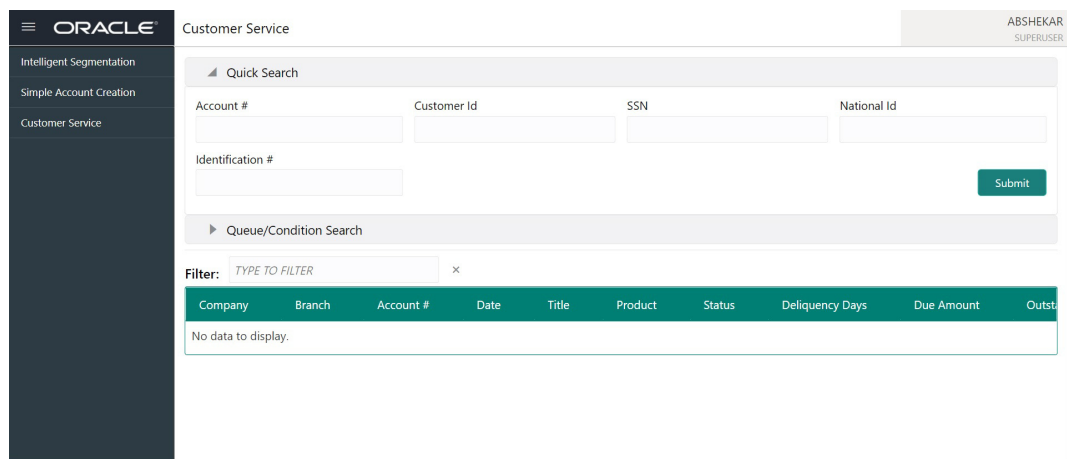 ORACLE
Customer Service
ABSHEKAR
SUPERUSER
Intelligent Segmentation
Simple Account Creation
Customer Service
Quick Search
Account # Customer Id SSN National Id
Identification #
Submit
Queue/Condition Search
Filter: TYPE TO FILTER ×
Company Branch Account # Date Title Product Status Deliquency Days Due Amount Outst
No data to display.